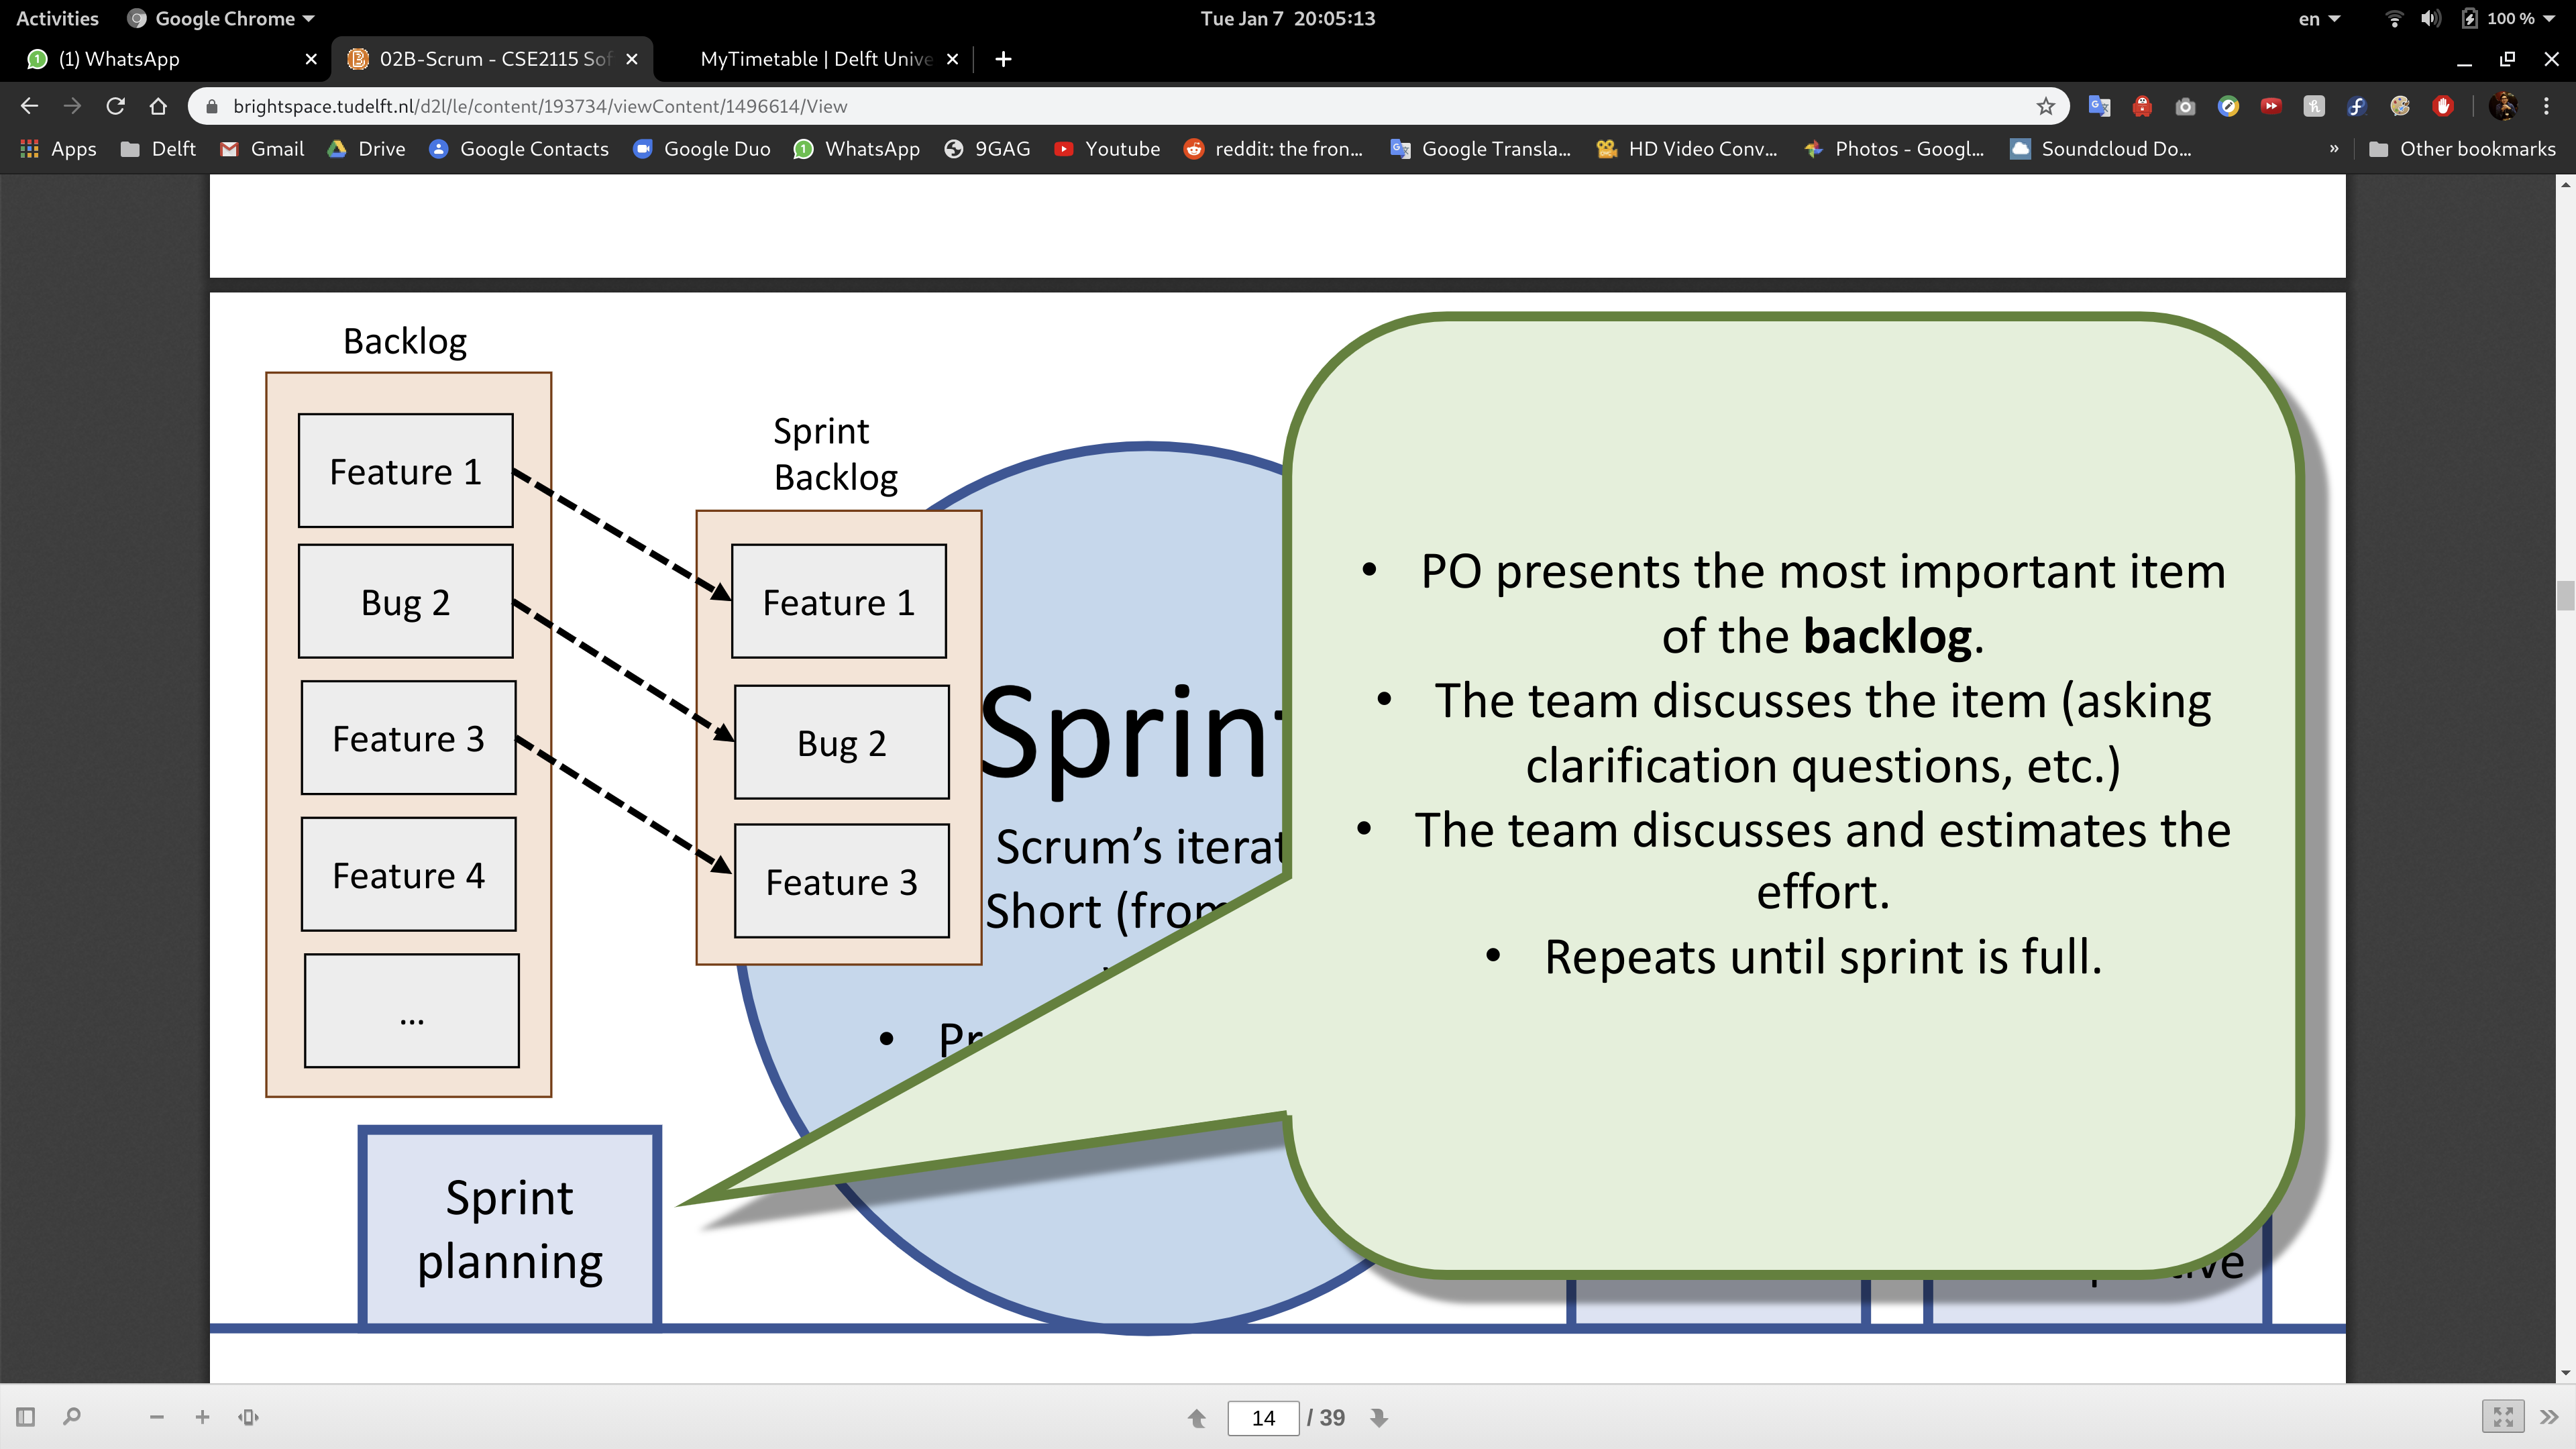 Activities Google Chrome Tue Jan 7 20:05:13 en 100 %
(1) WhatsApp 02B-Scrum - CSE2115 Sof MyTimetable | Delft Unive
brightspace.tudelft.nl/d2l/le/content/193734/viewContent/1496614/View
Apps Delft Gmail Drive Google Contacts Google Duo WhatsApp 9GAG Youtube reddit: the fron... Google Transla... HD Video Conv... Photos - Googl... Soundcloud Do... » Other bookmarks
Backlog
Feature 1
Bug 2
Feature 3
Feature 4
...
Sprint
Backlog
Feature 1
Bug 2
Feature 3
Sprint
Scrum's iterat
Short (from
• Pr
• PO presents the most important item
of the backlog.
• The team discusses the item (asking
clarification questions, etc.)
• The team discusses and estimates the
effort.
• Repeats until sprint is full.
Sprint
planning
14 / 39